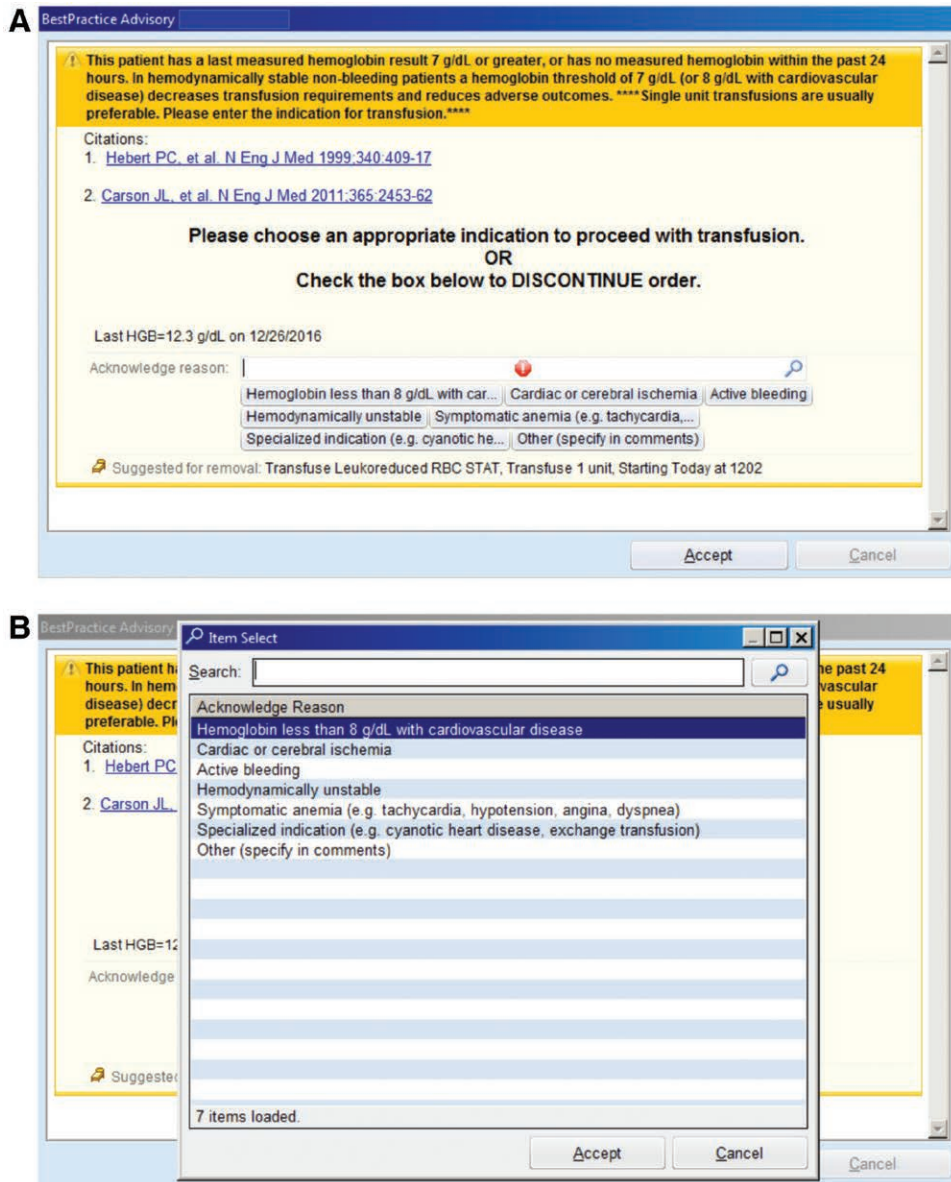 A
BestPractice Advisory
This patient has a last measured hemoglobin result 7 g/dL or greater, or has no measured hemoglobin within the past 24
hours. In hemodynamically stable non-bleeding patients a hemoglobin threshold of 7 g/dL (or 8 g/dL with cardiovascular
disease) decreases transfusion requirements and reduces adverse outcomes. ****Single unit transfusions are usually
preferable. Please enter the indication for transfusion.****
Citations:
1. Hebert PC, et al. N Eng J Med 1999;340:409-17
2. Carson JL, et al. N Eng J Med 2011;365:2453-62
Please choose an appropriate indication to proceed with transfusion.
OR
Check the box below to DISCONTINUE order.
Last HGB=12.3 g/dL on 12/26/2016
Acknowledge reason:
Hemoglobin less than 8 g/dL with car... Cardiac or cerebral ischemia Active bleeding
Hemodynamically unstable Symptomatic anemia (e.g. tachycardia,...
Specialized indication (e.g. cyanotic he... Other (specify in comments)
Suggested for removal: Transfuse Leukoreduced RBC STAT, Transfuse 1 unit, Starting Today at 1202
Accept Cancel
B
BestPractice Advisory
Item Select
This patient ha
hours. In hem
disease) decr
preferable. Pl
he past 24
vascular
e usually
Citations:
1. Hebert PC
2. Carson JL,
Last HGB=12
Acknowledge
Suggested
Search:
Acknowledge Reason
Hemoglobin less than 8 g/dL with cardiovascular disease
Cardiac or cerebral ischemia
Active bleeding
Hemodynamically unstable
Symptomatic anemia (e.g. tachycardia, hypotension, angina, dyspnea)
Specialized indication (e.g. cyanotic heart disease, exchange transfusion)
Other (specify in comments)
7 items loaded.
Accept Cancel
Cancel